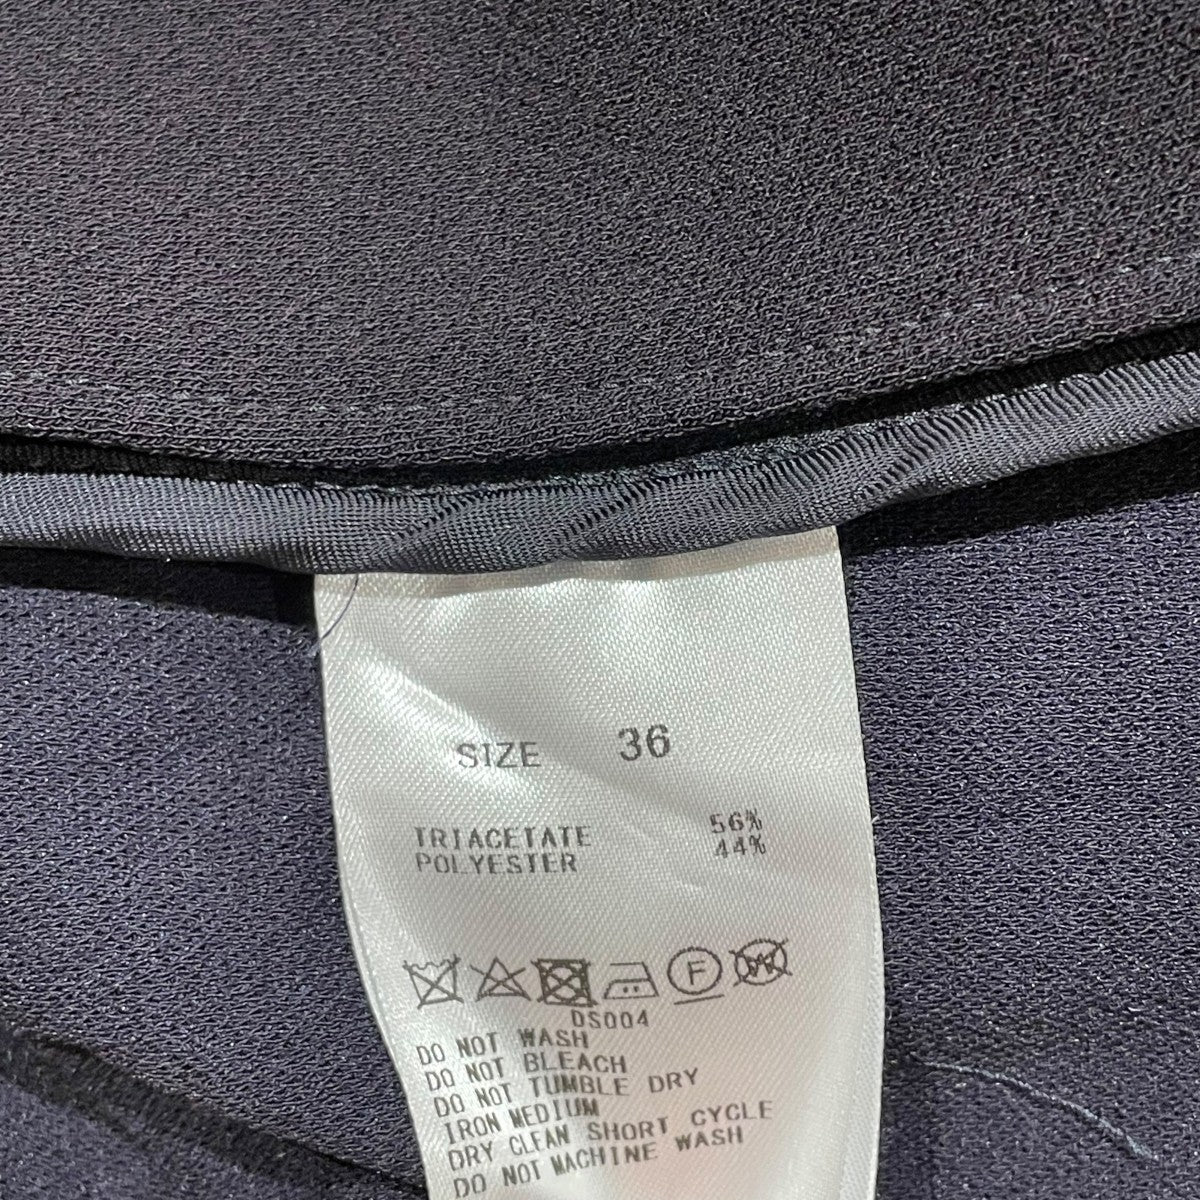 SIZE 36
TRIACETATE 56%
POLYESTER 44%
F W
DS004
DO NOT WASH
DO NOT BLEACH
DO NOT TUMBLE DRY
IRON MEDIUM
DRY CLEAN SHORT CYCLE
DO NOT MACHINE WASH